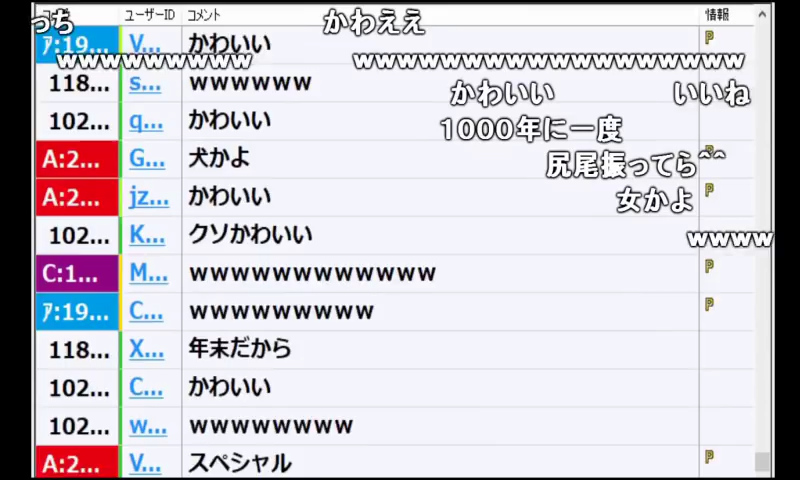 コテ ユーザーID コメント 情報
っち かわええ
ｱ:19... V... かわいい P
wwwwwwwww wwwwwwwwwwwwwwwwww
118... s... wwwwww
かわいい いいね
102... q... かわいい
1000年に一度
A:2... G... 犬かよ P
尻尾振ってら^^
A:2... jz... かわいい P
女かよ
102... K... クソかわいい
wwww
C:1... M... wwwwwwwwwwww P
ｱ:19... C... wwwwwwwww P
118... X... 年末だから
102... C... かわいい
102... w... wwwwwwww
A:2... V... スペシャル P